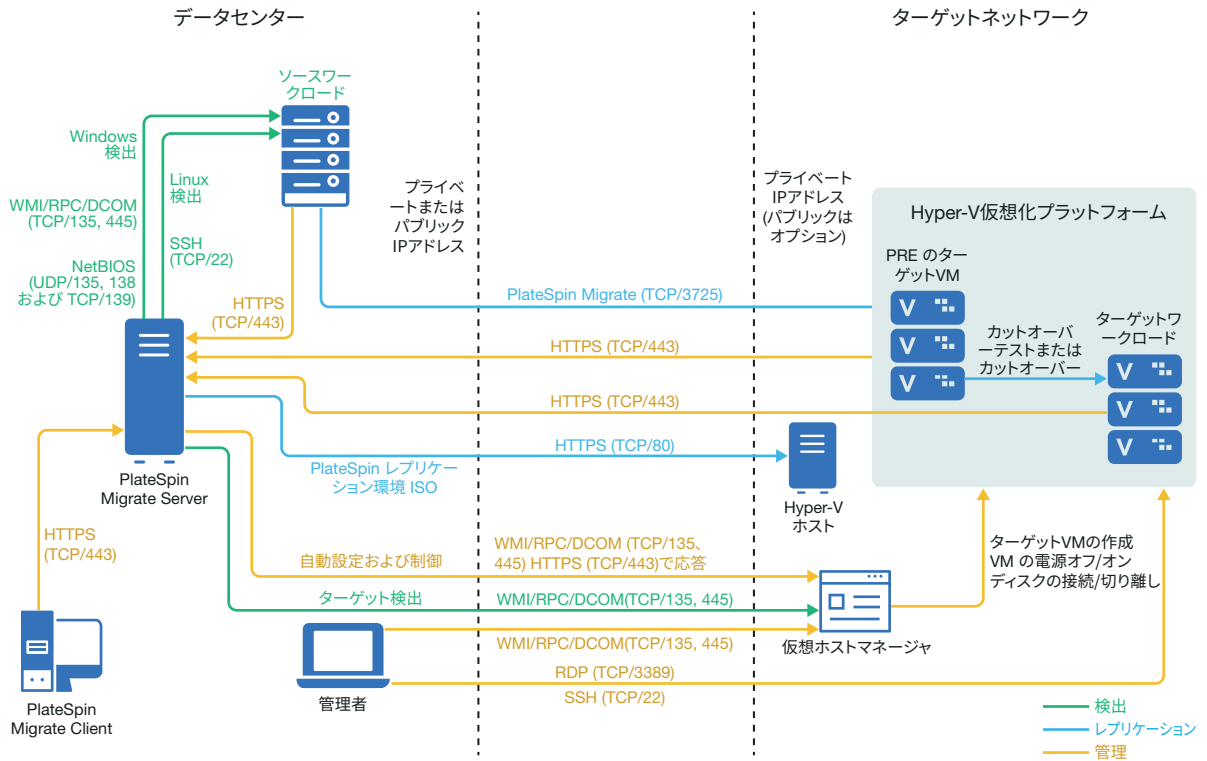 データセンター
ターゲットネットワーク
ソースワー
クロード
Windows
検出
Linux
検出
WMI/RPC/DCOM
(TCP/135, 445)
SSH
(TCP/22)
NetBIOS
(UDP/135, 138
および TCP/139)
HTTPS
(TCP/443)
プライベ
ートまたは
パブリック
IPアドレス
プライベート
IPアドレス
(パブリックは
オプション)
Hyper-V仮想化プラットフォーム
PRE のター
ゲットVM
V
V
V
カットオーバ
ーテストまたは
カットオーバー
ターゲットワ
ークロード
V
V
V
PlateSpin Migrate (TCP/3725)
HTTPS (TCP/443)
HTTPS (TCP/443)
HTTPS (TCP/80)
PlateSpin レプリケー
ション環境 ISO
PlateSpin
Migrate Server
Hyper-V
ホスト
HTTPS
(TCP/443)
自動設定および制御
WMI/RPC/DCOM (TCP/135、
445) HTTPS (TCP/443)で応答
ターゲットVMの作成
VM の電源オフ/オン
ディスクの接続/切り離し
ターゲット検出
WMI/RPC/DCOM(TCP/135, 445)
WMI/RPC/DCOM(TCP/135, 445)
仮想ホストマネージャ
RDP (TCP/3389)
SSH (TCP/22)
管理者
PlateSpin
Migrate Client
検出
レプリケーション
管理